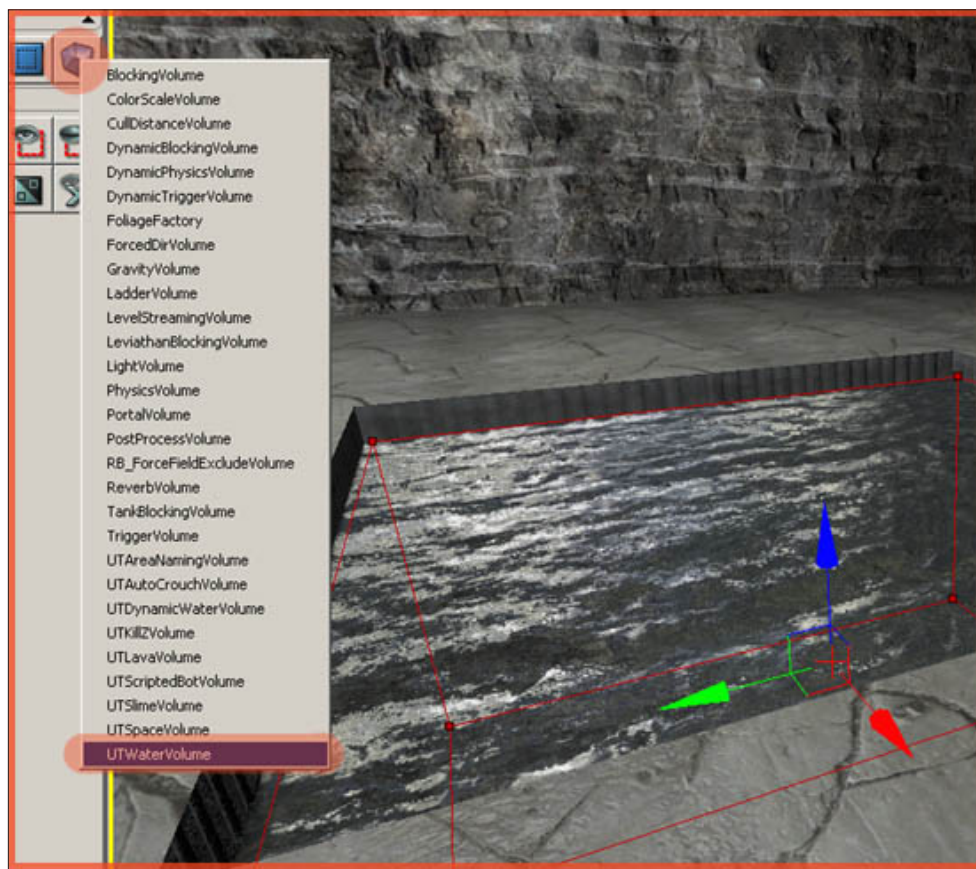 BlockingVolume
ColorScaleVolume
CullDistanceVolume
DynamicBlockingVolume
DynamicPhysicsVolume
DynamicTriggerVolume
FoliageFactory
ForcedDirVolume
GravityVolume
LadderVolume
LevelStreamingVolume
LeviathanBlockingVolume
LightVolume
PhysicsVolume
PortalVolume
PostProcessVolume
RB_ForceFieldExcludeVolume
ReverbVolume
TankBlockingVolume
TriggerVolume
UTAreaNamingVolume
UTAutoCrouchVolume
UTDynamicWaterVolume
UTKillZVolume
UTLavaVolume
UTScriptedBotVolume
UTSlimeVolume
UTSpaceVolume
UTWaterVolume